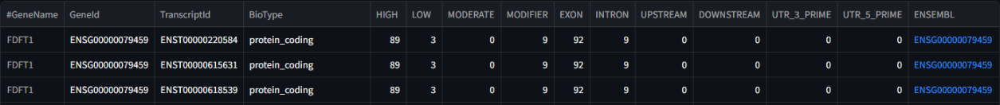 #GeneName GeneId TranscriptId BioType HIGH LOW MODERATE MODIFIER EXON INTRON UPSTREAM DOWNSTREAM UTR_3_PRIME UTR_5_PRIME ENSEMBL
FDFT1 ENSG00000079459 ENST00000220584 protein_coding 89 3 0 9 92 9 0 0 0 0 ENSG00000079459
FDFT1 ENSG00000079459 ENST00000615631 protein_coding 89 3 0 9 92 9 0 0 0 0 ENSG00000079459
FDFT1 ENSG00000079459 ENST00000618539 protein_coding 89 3 0 9 92 9 0 0 0 0 ENSG00000079459